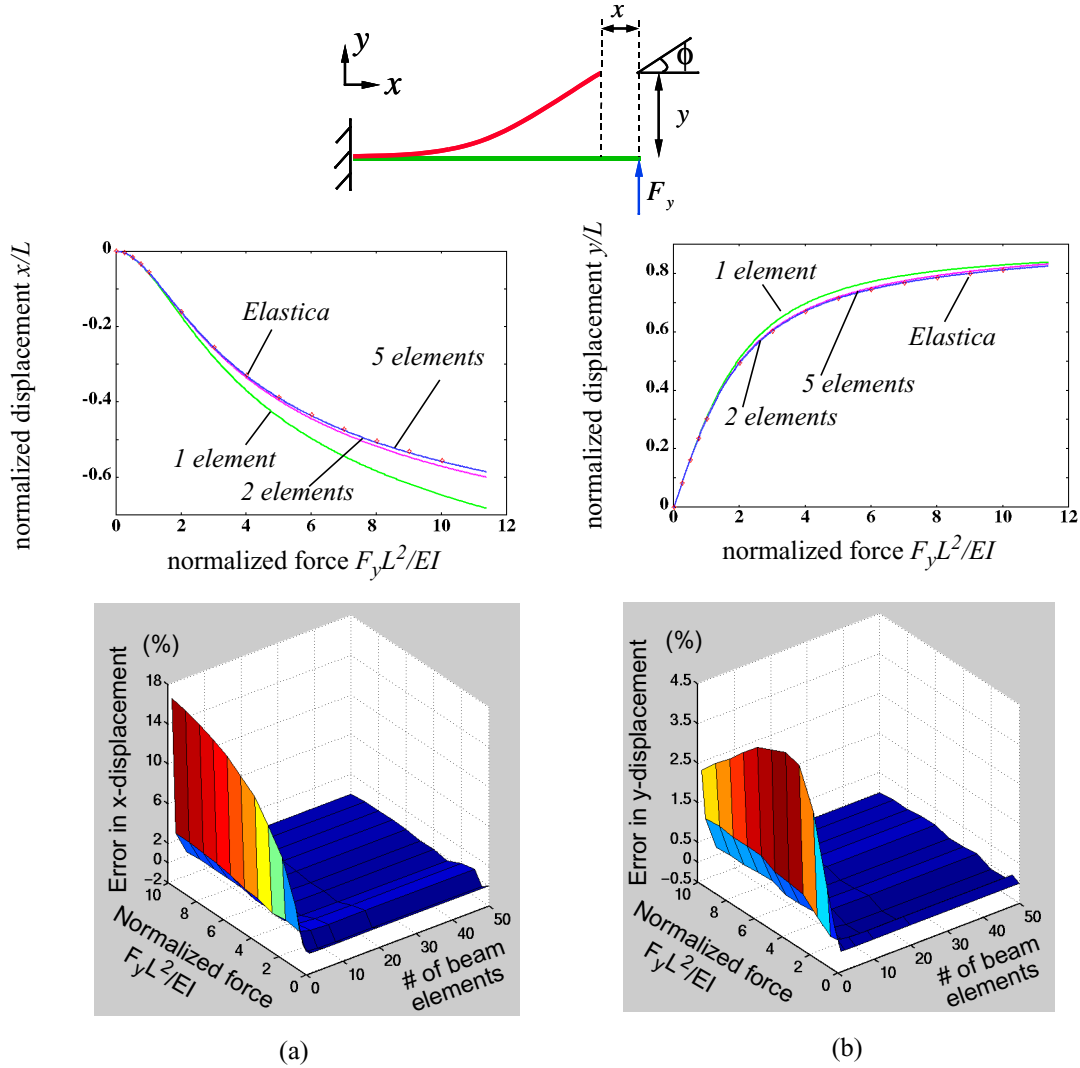 x
y
x
ϕ
y
F_y
normalized displacement x/L
0
-0.2
-0.4
-0.6
0 2 4 6 8 10 12
Elastica
5 elements
1 element
2 elements
normalized force F_yL^2/EI
normalized displacement y/L
0.8
0.6
0.4
0.2
0
0 2 4 6 8 10 12
1 element
Elastica
5 elements
2 elements
normalized force F_yL^2/EI
(%)
Error in x-displacement
18
14
10
6
2
0
−2
10 8 6 4 2 0
Normalized force
F_yL^2/EI
0 10 20 30 40 50
# of beam
elements
(%)
Error in y-displacement
4.5
3.5
2.5
1.5
0.5
−0.5
10 8 6 4 2 0
Normalized force
F_yL^2/EI
0 10 20 30 40 50
# of beam
elements
(a)
(b)